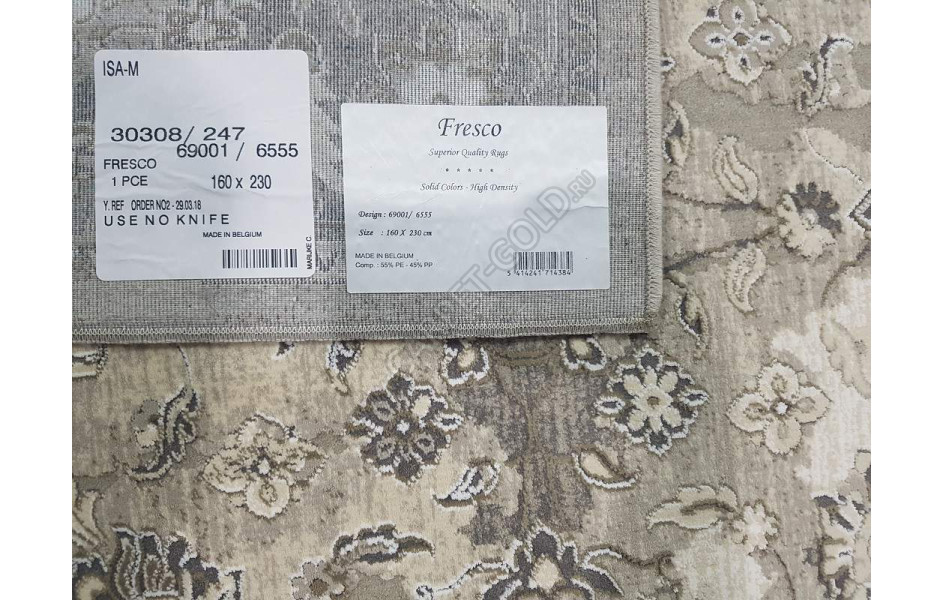 ISA-M
30308/ 247
69001 / 6555
FRESCO
1 PCE 160 x 230
Y. REF ORDER NO2 - 29.03.18
USE NO KNIFE
MADE IN BELGIUM
MARIJKE C
Fresco
Superior Quality Rugs
* * * * *
Solid Colors - High Density
Design : 69001/ 6555
Size : 160 X 230 cm
MADE IN BELGIUM
Comp. : 55% PE - 45% PP
5 414241 714384